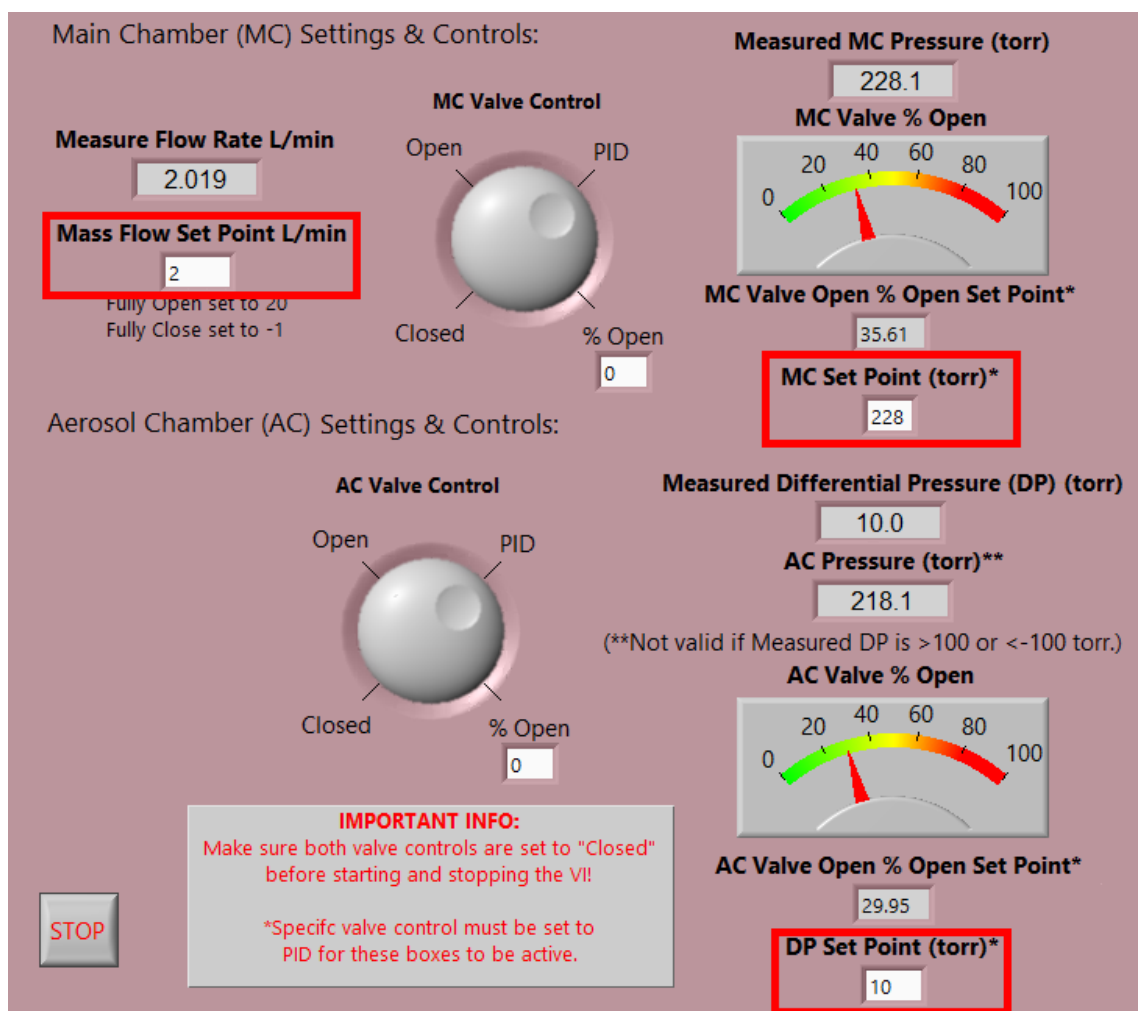 Main Chamber (MC) Settings & Controls:
Measured MC Pressure (torr)
228.1
MC Valve Control
MC Valve % Open
Measure Flow Rate L/min
2.019
Open
PID
0
20
40
60
80
100
Mass Flow Set Point L/min
2
Fully Open set to 20
Fully Close set to -1
Closed
% Open
0
MC Valve Open % Open Set Point*
35.61
MC Set Point (torr)*
228
Aerosol Chamber (AC) Settings & Controls:
AC Valve Control
Measured Differential Pressure (DP) (torr)
10.0
Open
PID
AC Pressure (torr)**
218.1
(**Not valid if Measured DP is >100 or <-100 torr.)
AC Valve % Open
Closed
% Open
0
0
20
40
60
80
100
IMPORTANT INFO:
Make sure both valve controls are set to "Closed"
before starting and stopping the VI!
*Specifc valve control must be set to
PID for these boxes to be active.
AC Valve Open % Open Set Point*
29.95
STOP
DP Set Point (torr)*
10